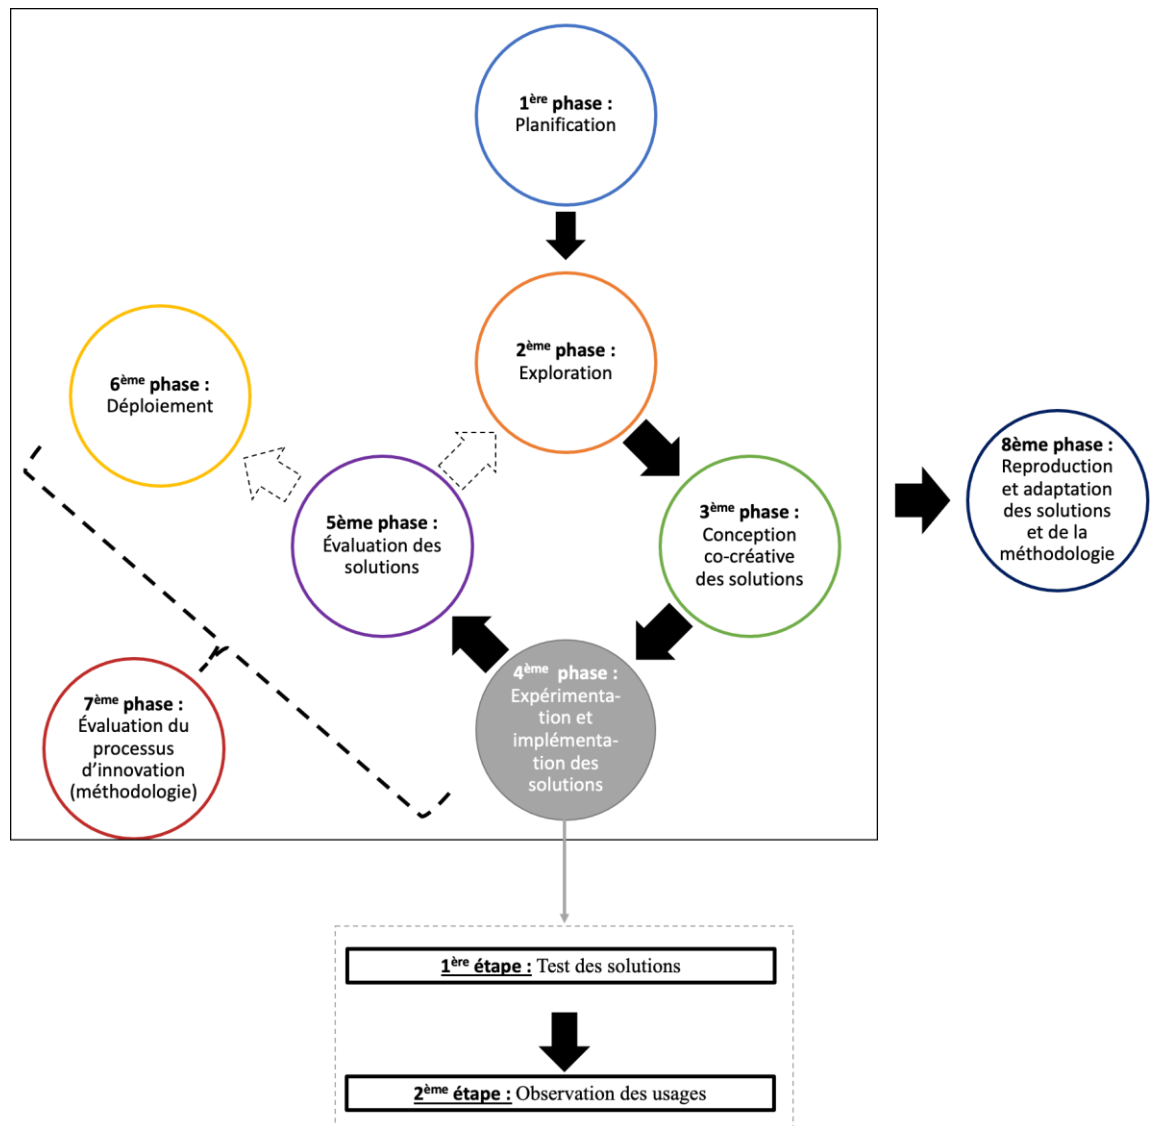 1ère phase :
Planification
2ème phase :
Exploration
6ème phase :
Déploiement
3ème phase :
Conception
co-créative
des solutions
5ème phase :
Évaluation des
solutions
8ème phase :
Reproduction
et adaptation
des solutions
et de la
méthodologie
4ème phase :
Expérimenta-
tion et
implémenta-
tion des
solutions
7ème phase :
Évaluation du
processus
d'innovation
(méthodologie)
1ère étape : Test des solutions
2ème étape : Observation des usages